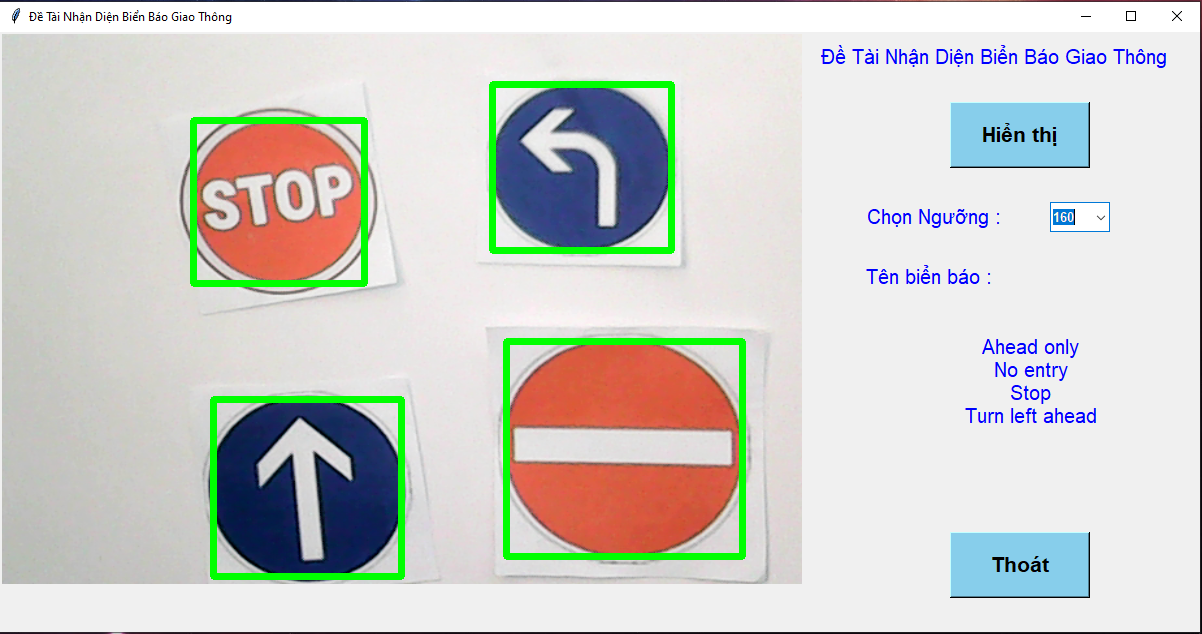 Đề Tài Nhận Diện Biển Báo Giao Thông
STOP
Đề Tài Nhận Diện Biển Báo Giao Thông
Hiển thị
Chọn Ngưỡng :
160
Tên biển báo :
Ahead only
No entry
Stop
Turn left ahead
Thoát